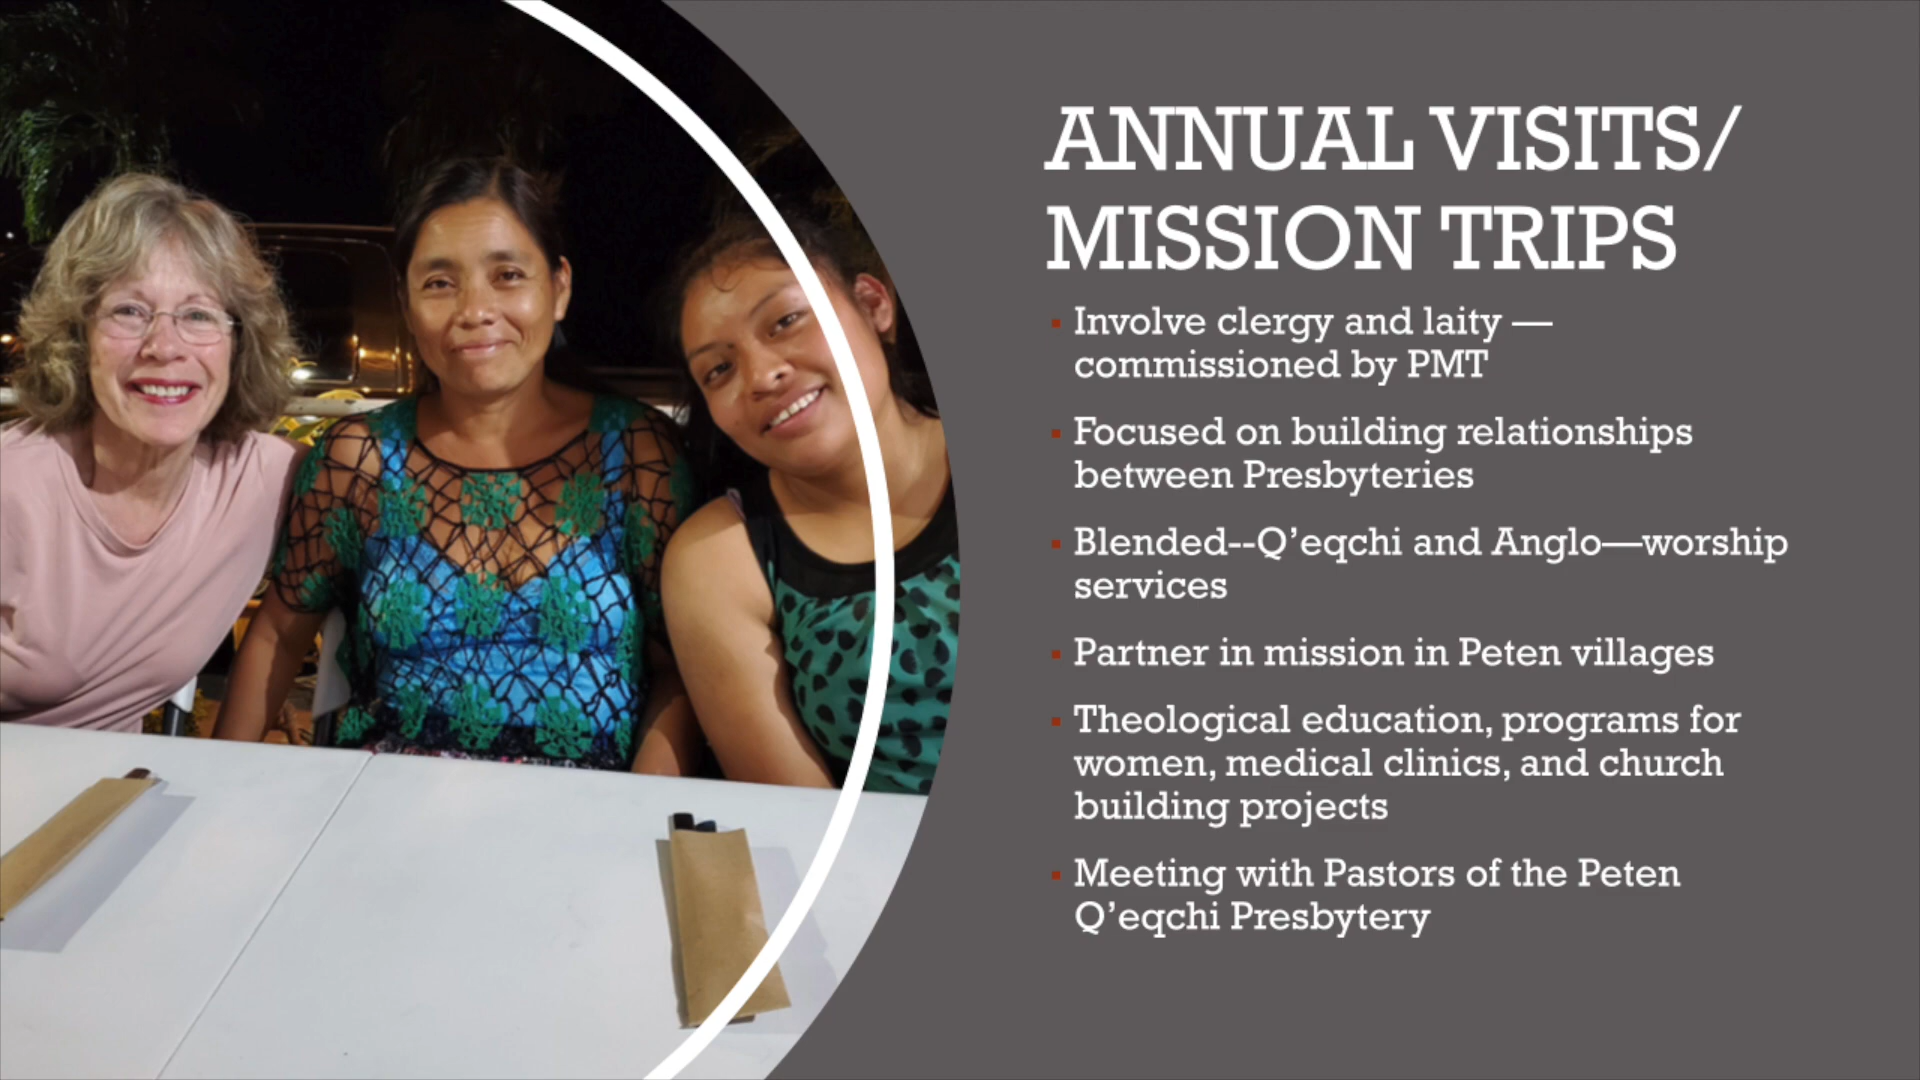 ANNUAL VISITS/
MISSION TRIPS
▪ Involve clergy and laity —
commissioned by PMT
▪ Focused on building relationships
between Presbyteries
▪ Blended--Q’eqchi and Anglo—worship
services
▪ Partner in mission in Peten villages
▪ Theological education, programs for
women, medical clinics, and church
building projects
▪ Meeting with Pastors of the Peten
Q’eqchi Presbytery